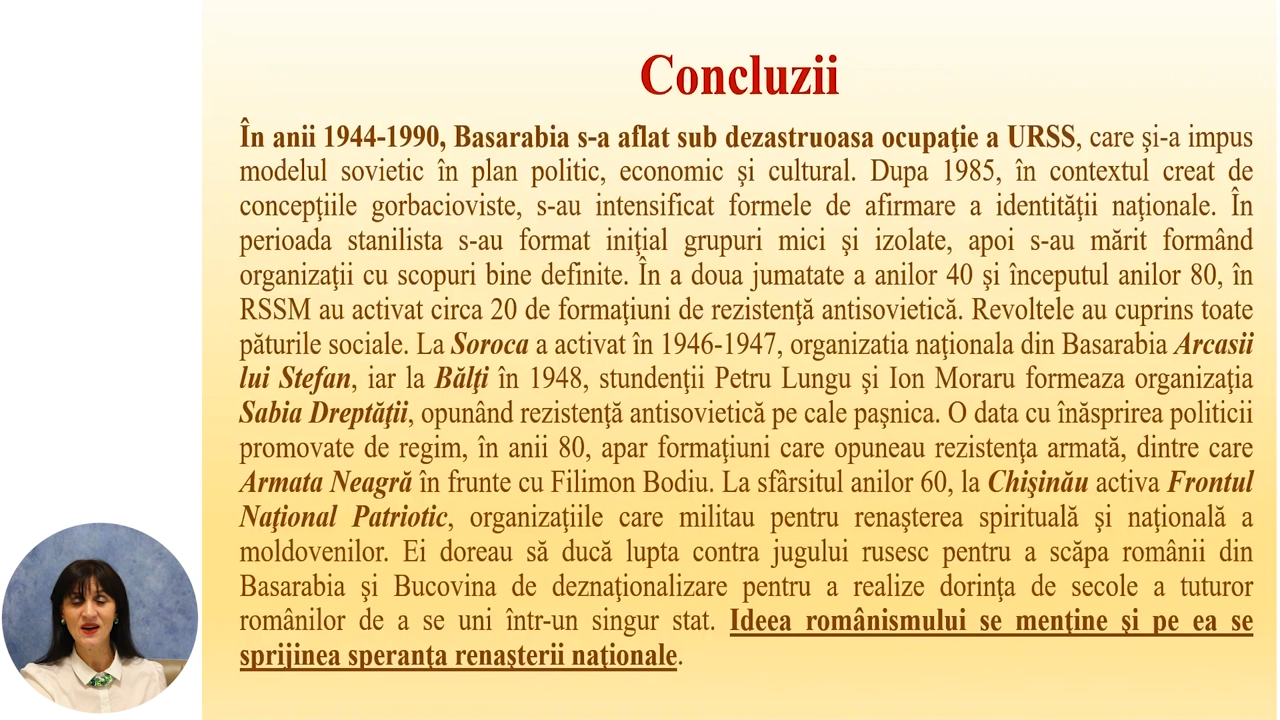 Concluzii
În anii 1944-1990, Basarabia s-a aflat sub dezastruoasa ocupaţie a URSS, care şi-a impus
modelul sovietic în plan politic, economic şi cultural. Dupa 1985, în contextul creat de
concepţiile gorbacioviste, s-au intensificat formele de afirmare a identităţii naţionale. În
perioada stanilista s-au format iniţial grupuri mici şi izolate, apoi s-au mărit formând
organizaţii cu scopuri bine definite. În a doua jumatate a anilor 40 şi începutul anilor 80, în
RSSM au activat circa 20 de formaţiuni de rezistenţă antisovietică. Revoltele au cuprins toate
păturile sociale. La Soroca a activat în 1946-1947, organizatia naţionala din Basarabia Arcasii
lui Stefan, iar la Bălţi în 1948, stundenţii Petru Lungu şi Ion Moraru formeaza organizaţia
Sabia Dreptăţii, opunând rezistenţă antisovietică pe cale paşnica. O data cu înăsprirea politicii
promovate de regim, în anii 80, apar formaţiuni care opuneau rezistenţa armată, dintre care
Armata Neagră în frunte cu Filimon Bodiu. La sfârsitul anilor 60, la Chişinău activa Frontul
Naţional Patriotic, organizaţiile care militau pentru renaşterea spirituală şi naţională a
moldovenilor. Ei doreau să ducă lupta contra jugului rusesc pentru a scăpa românii din
Basarabia şi Bucovina de deznaţionalizare pentru a realize dorinţa de secole a tuturor
românilor de a se uni într-un singur stat. Ideea românismului se menţine şi pe ea se
sprijinea speranţa renaşterii naţionale.